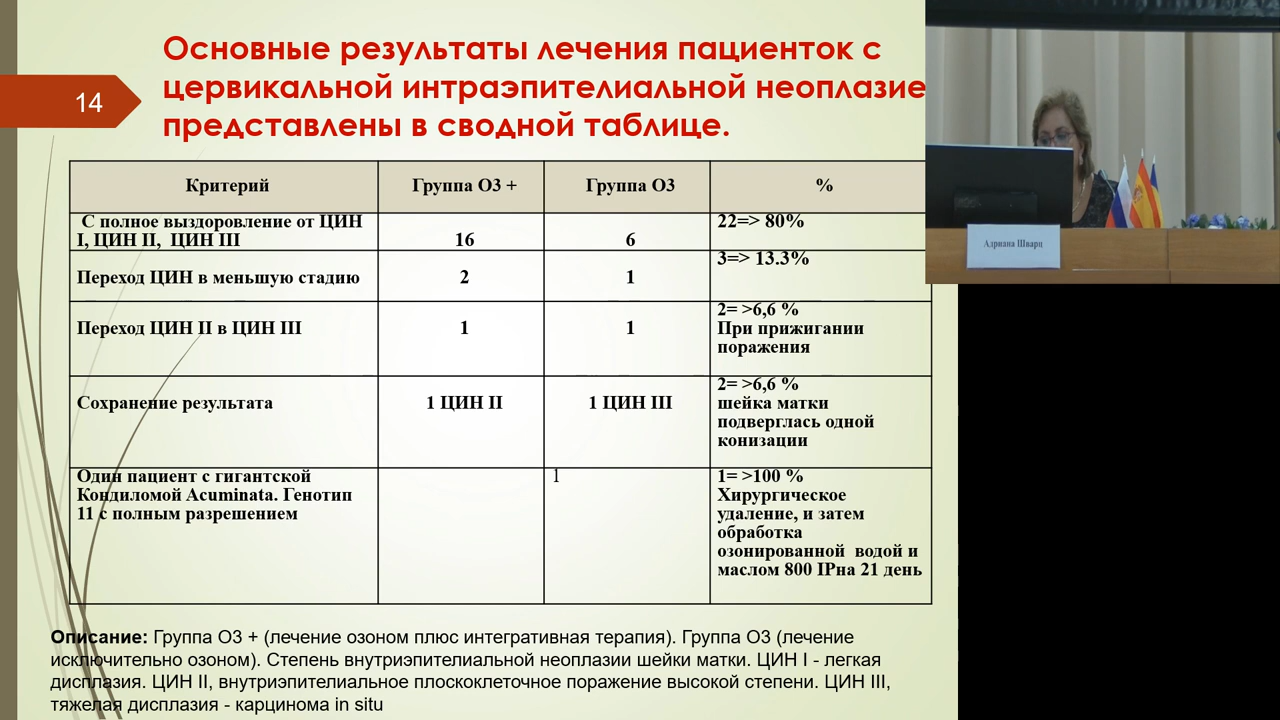 Основные результаты лечения пациенток с
цервикальной интраэпителиальной неоплазие
представлены в сводной таблице.
14
Критерий
Группа О3 +
Группа О3
%
С полное выздоровление от ЦИН
I, ЦИН II, ЦИН III
16
6
22=> 80%
Переход ЦИН в меньшую стадию
2
1
3=> 13.3%
Переход ЦИН II в ЦИН III
1
1
2= >6,6 %
При прижигании
поражения
Сохранение результата
1 ЦИН II
1 ЦИН III
2= >6,6 %
шейка матки
подверглась одной
конизации
Один пациент с гигантской
Кондиломой Acuminata. Генотип
11 с полным разрешением
1
1= >100 %
Хирургическое
удаление, и затем
обработка
озонированной водой и
маслом 800 IPна 21 день
Описание: Группа О3 + (лечение озоном плюс интегративная терапия). Группа О3 (лечение
исключительно озоном). Степень внутриэпителиальной неоплазии шейки матки. ЦИН I - легкая
дисплазия. ЦИН II, внутриэпителиальное плоскоклеточное поражение высокой степени. ЦИН III,
тяжелая дисплазия - карцинома in situ
Адриана Шварц